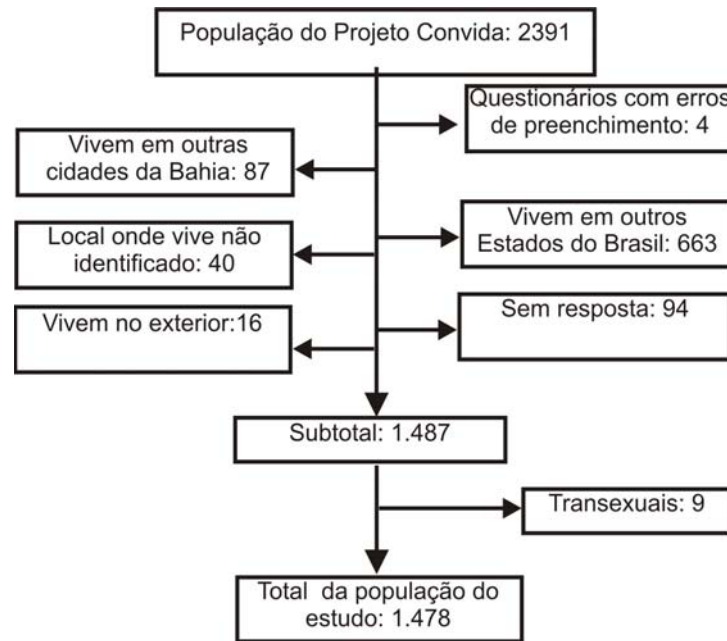 População do Projeto Convida: 2391
Questionários com erros
de preenchimento: 4
Vivem em outras
cidades da Bahia: 87
Vivem em outros
Estados do Brasil: 663
Local onde vive não
identificado: 40
Sem resposta: 94
Vivem no exterior:16
Subtotal: 1.487
Transexuais: 9
Total da população do
estudo: 1.478